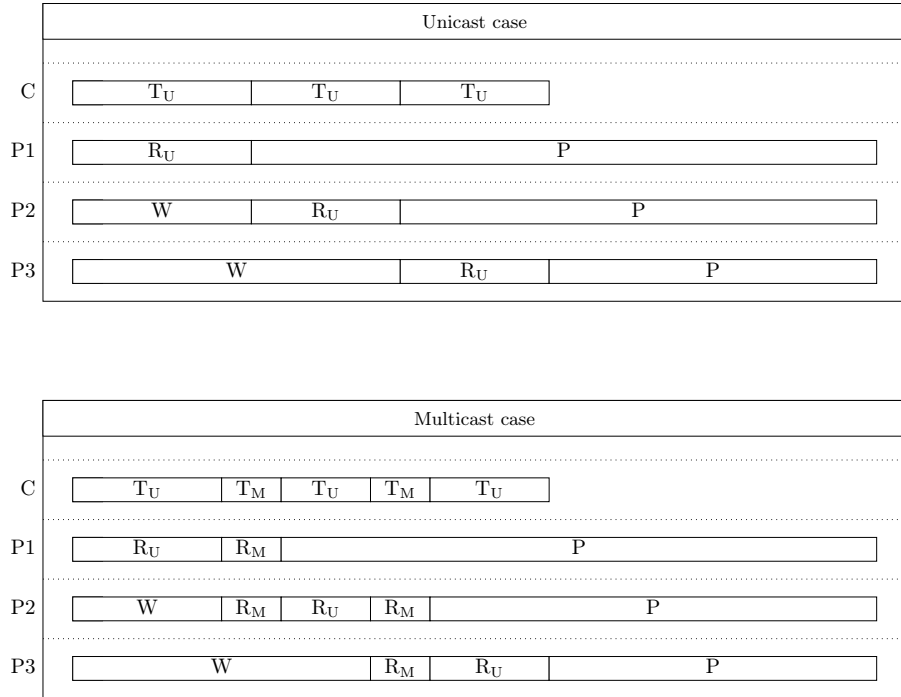 Unicast case
C T_U T_U T_U
P1 R_U P
P2 W R_U P
P3 W R_U P
Multicast case
C T_U T_M T_U T_M T_U
P1 R_U R_M P
P2 W R_M R_U R_M P
P3 W R_M R_U P